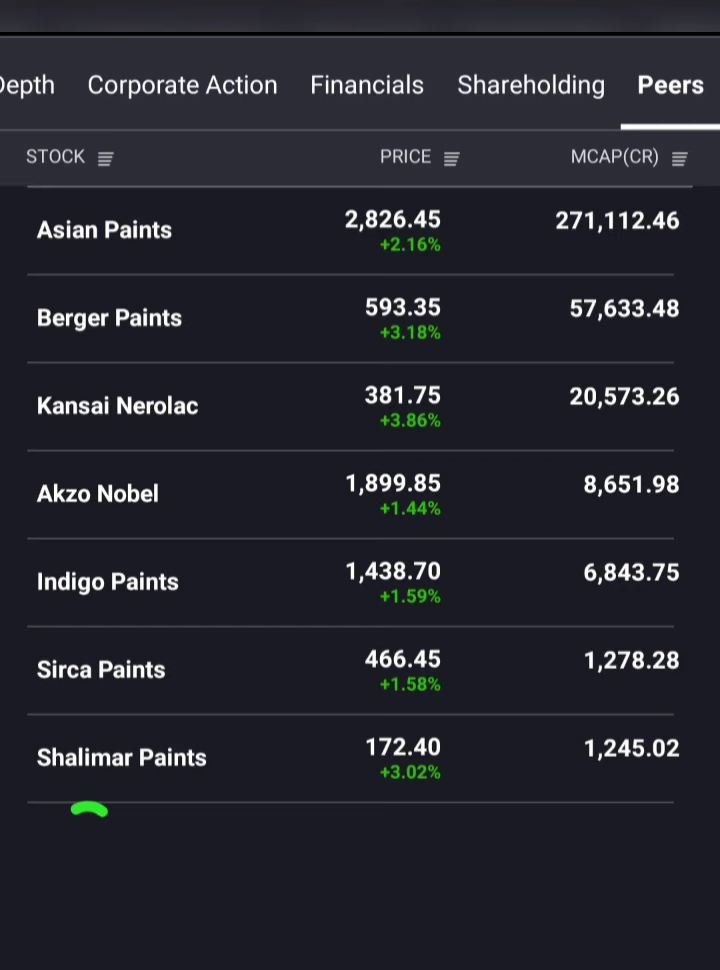 Depth Corporate Action Financials Shareholding Peers
STOCK PRICE MCAP(CR)
Asian Paints 2,826.45 271,112.46
+2.16%
Berger Paints 593.35 57,633.48
+3.18%
Kansai Nerolac 381.75 20,573.26
+3.86%
Akzo Nobel 1,899.85 8,651.98
+1.44%
Indigo Paints 1,438.70 6,843.75
+1.59%
Sirca Paints 466.45 1,278.28
+1.58%
Shalimar Paints 172.40 1,245.02
+3.02%